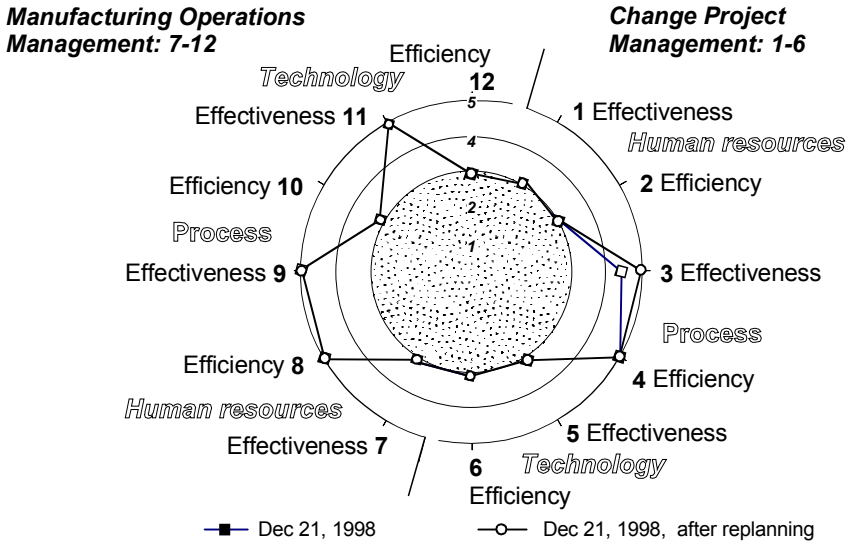 Manufacturing Operations
Management: 7-12
Change Project
Management: 1-6
Efficiency
12
Technology
5
Effectiveness 11
1 Effectiveness
4
Human resources
Efficiency 10
2 Efficiency
2
Process
1
Effectiveness 9
3 Effectiveness
Process
Efficiency 8
4 Efficiency
Human resources
Effectiveness 7
5 Effectiveness
6
Technology
Efficiency
Dec 21, 1998
Dec 21, 1998, after replanning